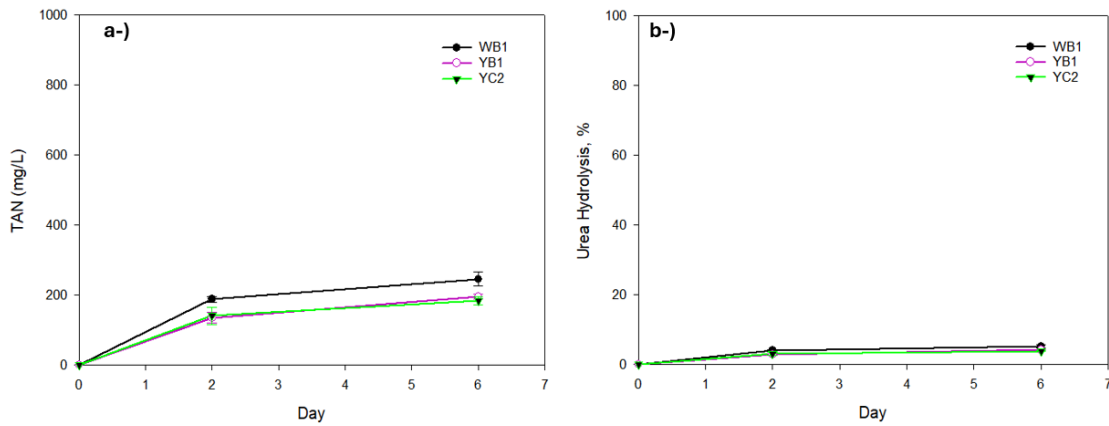 a-)
WB1
YB1
YC2
TAN (mg/L)
1000
800
600
400
200
0
0 1 2 3 4 5 6 7
Day
b-)
WB1
YB1
YC2
Urea Hydrolysis, %
100
80
60
40
20
0
0 1 2 3 4 5 6 7
Day